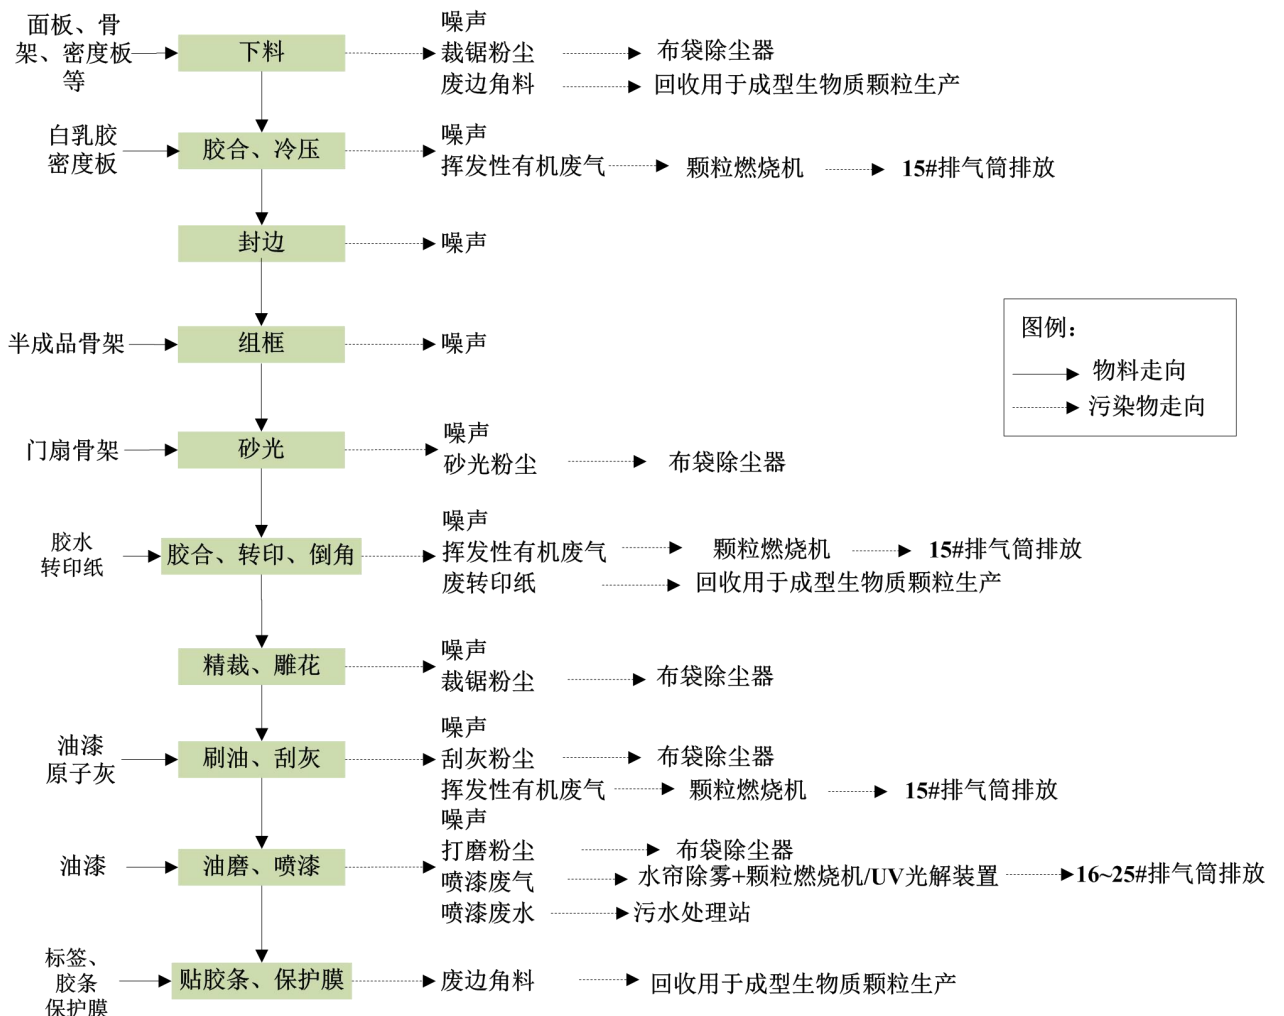 面板、骨
架、密度板
等
下料
噪声
裁锯粉尘
布袋除尘器
废边角料
回收用于成型生物质颗粒生产
白乳胶
密度板
胶合、冷压
噪声
挥发性有机废气
颗粒燃烧机
15#排气筒排放
封边
噪声
半成品骨架
组框
噪声
图例：
物料走向
污染物走向
门扇骨架
砂光
噪声
砂光粉尘
布袋除尘器
胶水
转印纸
胶合、转印、倒角
噪声
挥发性有机废气
颗粒燃烧机
15#排气筒排放
废转印纸
回收用于成型生物质颗粒生产
精裁、雕花
噪声
裁锯粉尘
布袋除尘器
油漆
原子灰
刷油、刮灰
噪声
刮灰粉尘
布袋除尘器
挥发性有机废气
颗粒燃烧机
15#排气筒排放
油漆
油磨、喷漆
噪声
打磨粉尘
布袋除尘器
喷漆废气
水帘除雾+颗粒燃烧机/UV光解装置
16~25#排气筒排放
喷漆废水
污水处理站
标签、
胶条
保护膜
贴胶条、保护膜
废边角料
回收用于成型生物质颗粒生产